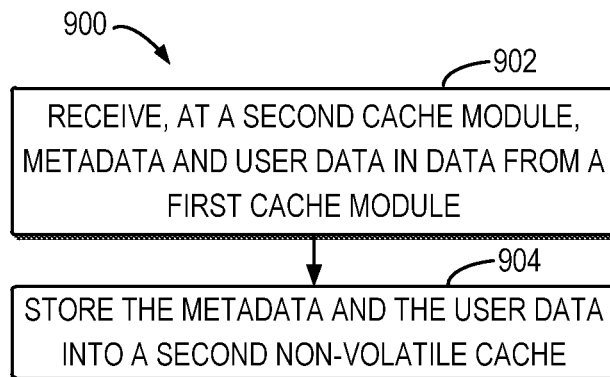 900
902
RECEIVE, AT A SECOND CACHE MODULE,
METADATA AND USER DATA IN DATA FROM A
FIRST CACHE MODULE
904
STORE THE METADATA AND THE USER DATA
INTO A SECOND NON-VOLATILE CACHE